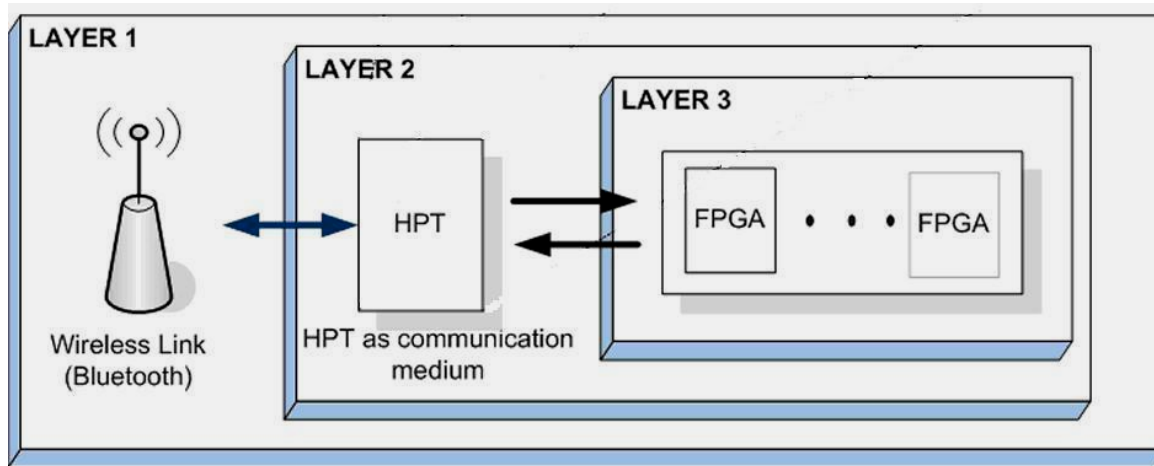 LAYER 1
LAYER 2
LAYER 3
HPT
FPGA
• • •
FPGA
Wireless Link
(Bluetooth)
HPT as communication
medium